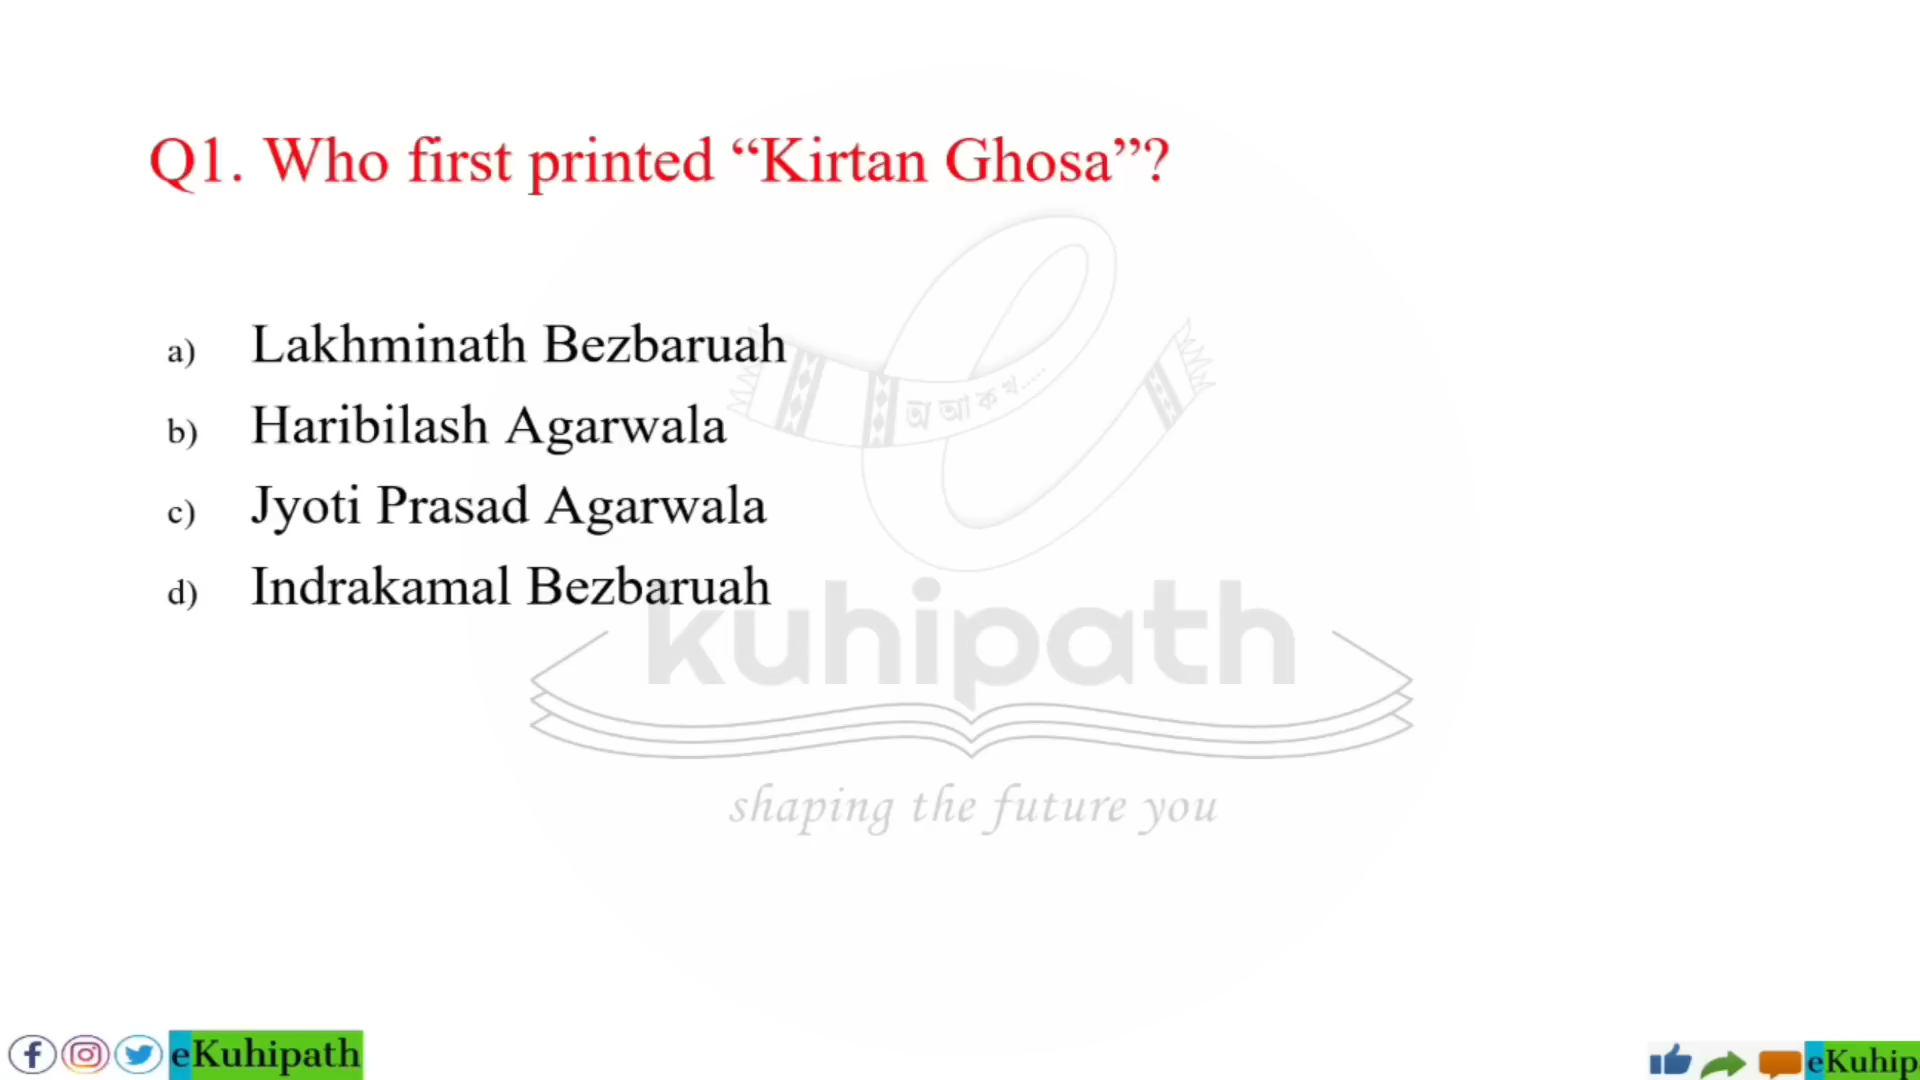 Q1. Who first printed “Kirtan Ghosa”?
a) Lakhminath Bezbaruah
b) Haribilash Agarwala
c) Jyoti Prasad Agarwala
d) Indrakamal Bezbaruah
অ আ ক খ.....
kuhipath
shaping the future you
eKuhipath
eKuhip